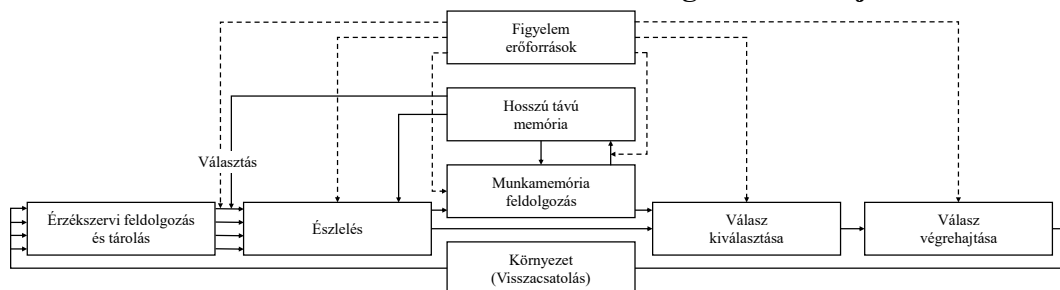 Figyelem
erőforrások
Hosszú távú
memória
Választás
Munkamemória
feldolgozás
Érzékszervi feldolgozás
és tárolás
Észlelés
Válasz
kiválasztása
Válasz
végrehajtása
Környezet
(Visszacsatolás)